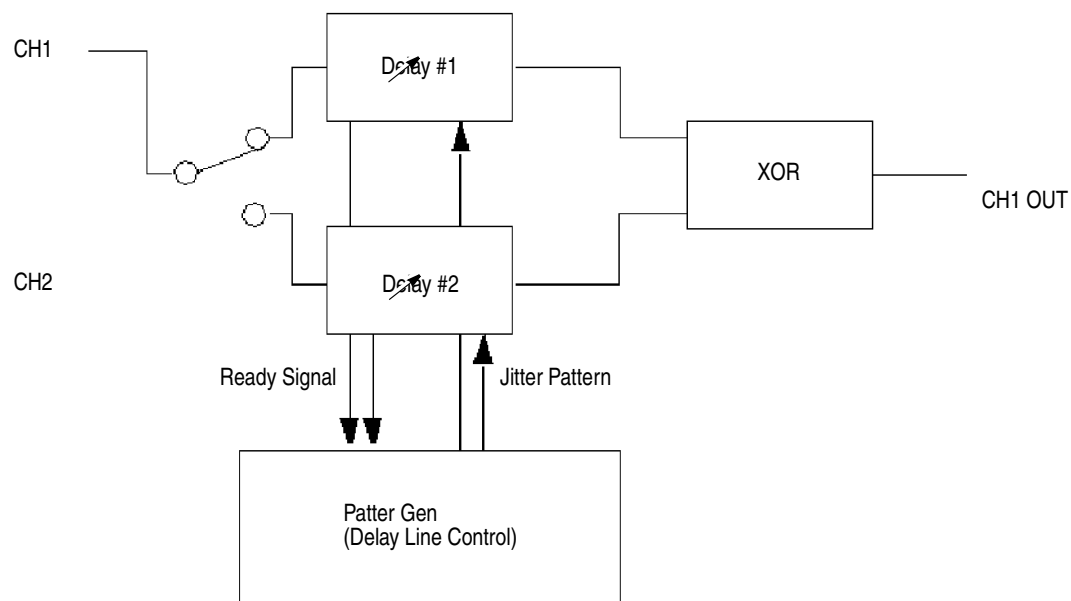 CH1
Delay #1
XOR
CH1 OUT
CH2
Delay #2
Ready Signal
Jitter Pattern
Patter Gen
(Delay Line Control)